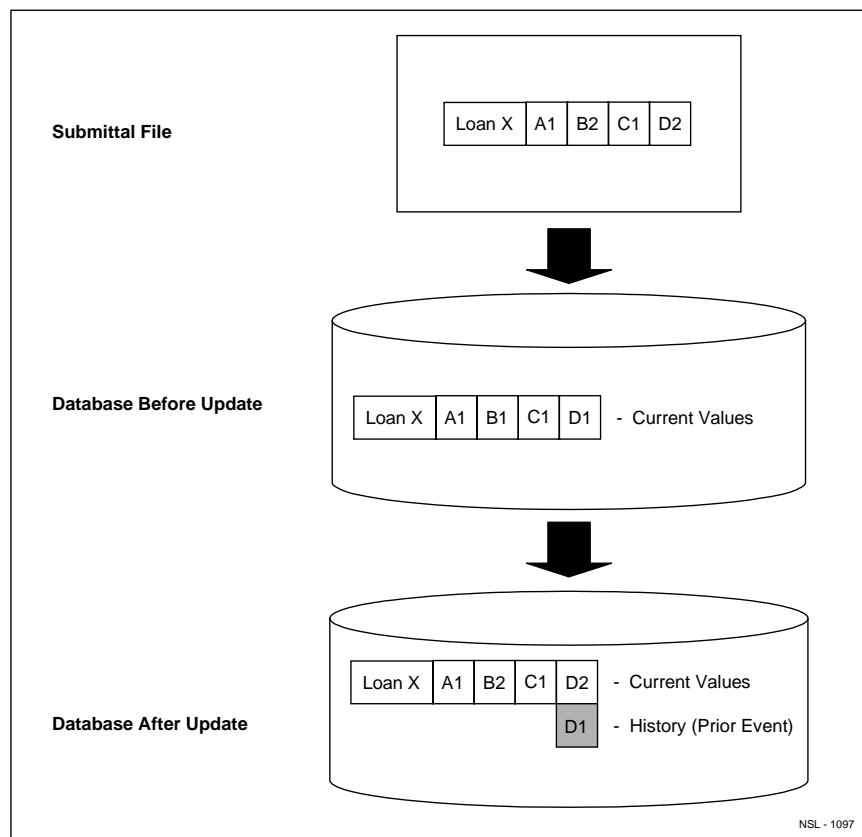 Submittal File
Loan X A1 B2 C1 D2
Database Before Update
Loan X A1 B1 C1 D1 - Current Values
Loan X A1 B2 C1 D2 - Current Values
Database After Update
D1 - History (Prior Event)
NSL - 1097